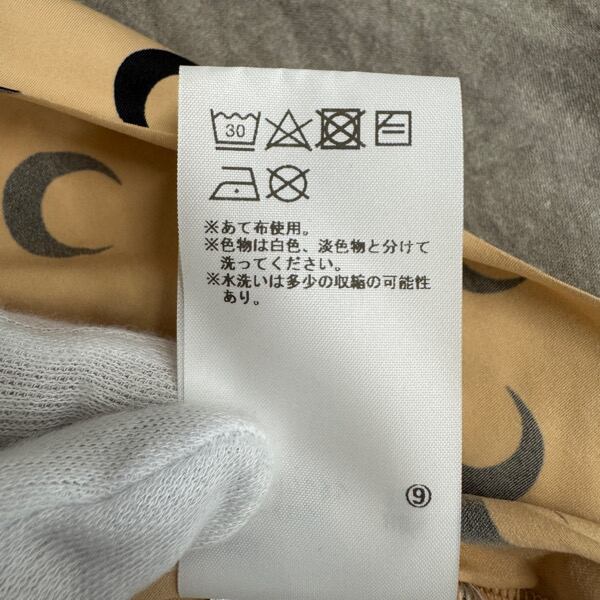 30
※あて布使用。
※色物は白色、淡色物と分けて
洗ってください。
※水洗いは多少の収縮の可能性
あり。
⑨